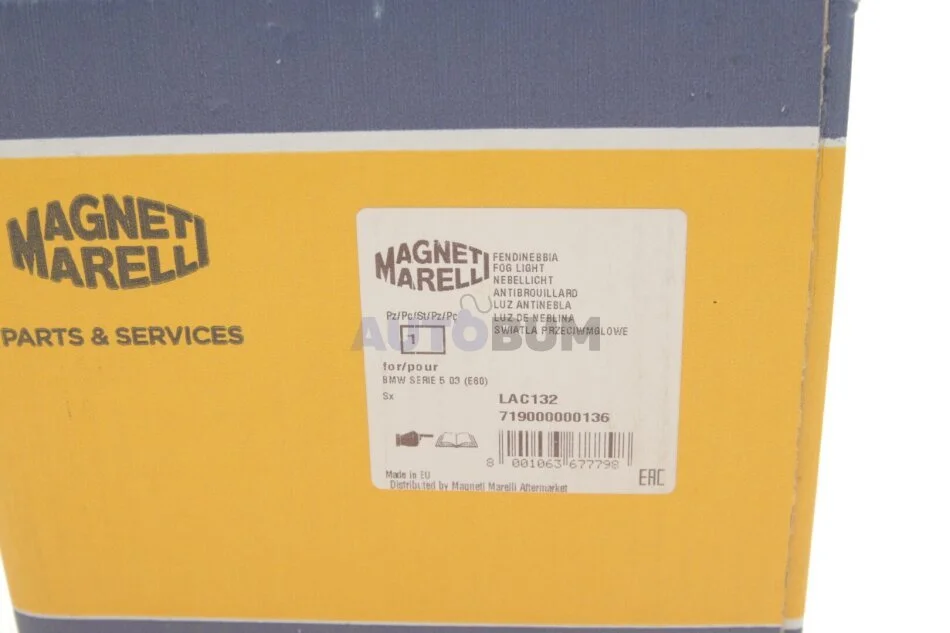 MAGNETI
MARELLI
PARTS & SERVICES
MAGNETI
MARELLI
FENDINEBBIA
FOG LIGHT
NEBELLICHT
ANTIBROUILLARD
LUZ ANTINEBLA
LUZ DE NEBLINA
SWIATLA PRZECIWMGLOWE
Pz/Pc/St/Pz/Pc
1
AUTOBUM
for/pour
BMW SERIE 5 03 (E60)
Sx
LAC132
719000000136
8 001063 677798
Made in EU
Distributed by Magneti Marelli Aftermarket
EAC